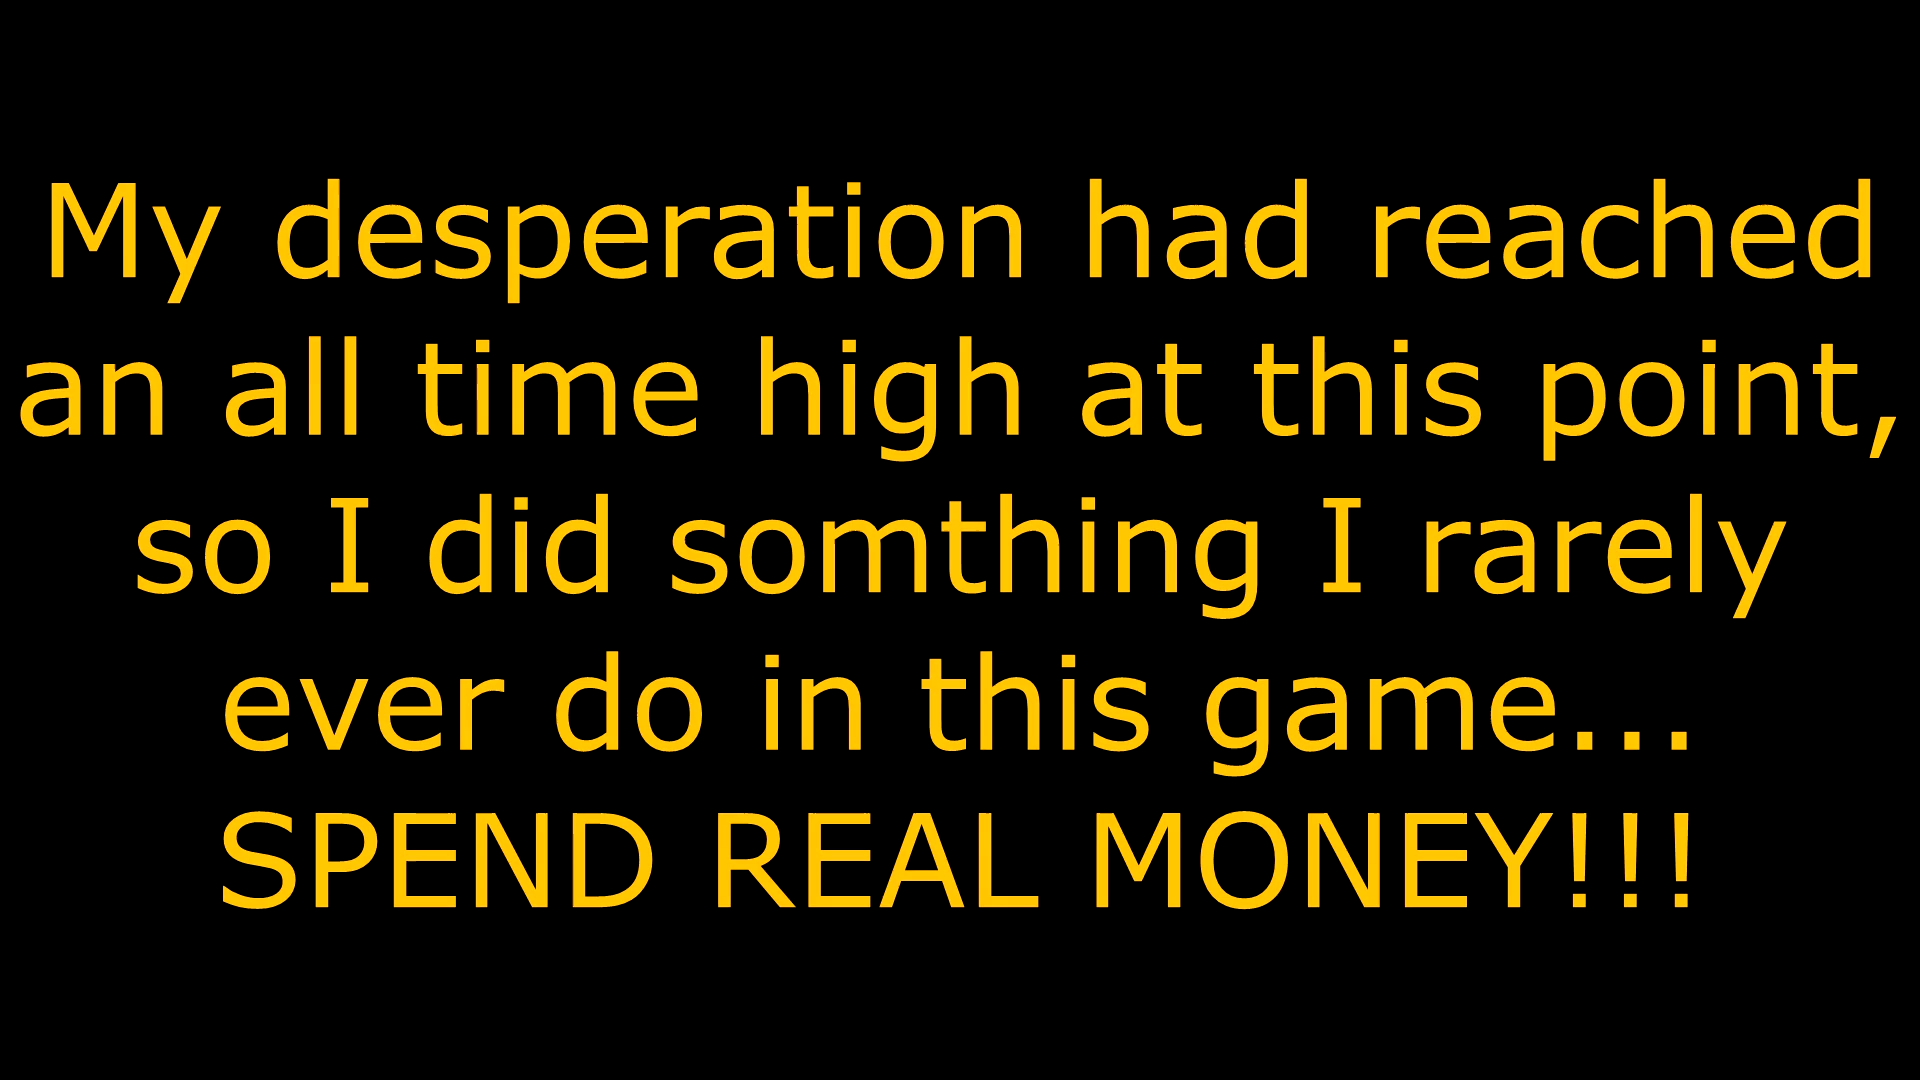 My desperation had reached
an all time high at this point,
so I did somthing I rarely
ever do in this game...
SPEND REAL MONEY!!!